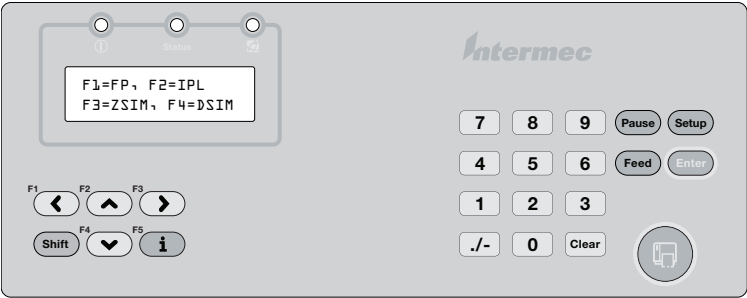 Status
F1=FP, F2=IPL
F3=ZSIM, F4=DSIM
Intermec
7 8 9 Pause Setup
4 5 6 Feed Enter
1 2 3
./- 0 Clear
F1 F2 F3
Shift F4 F5 i